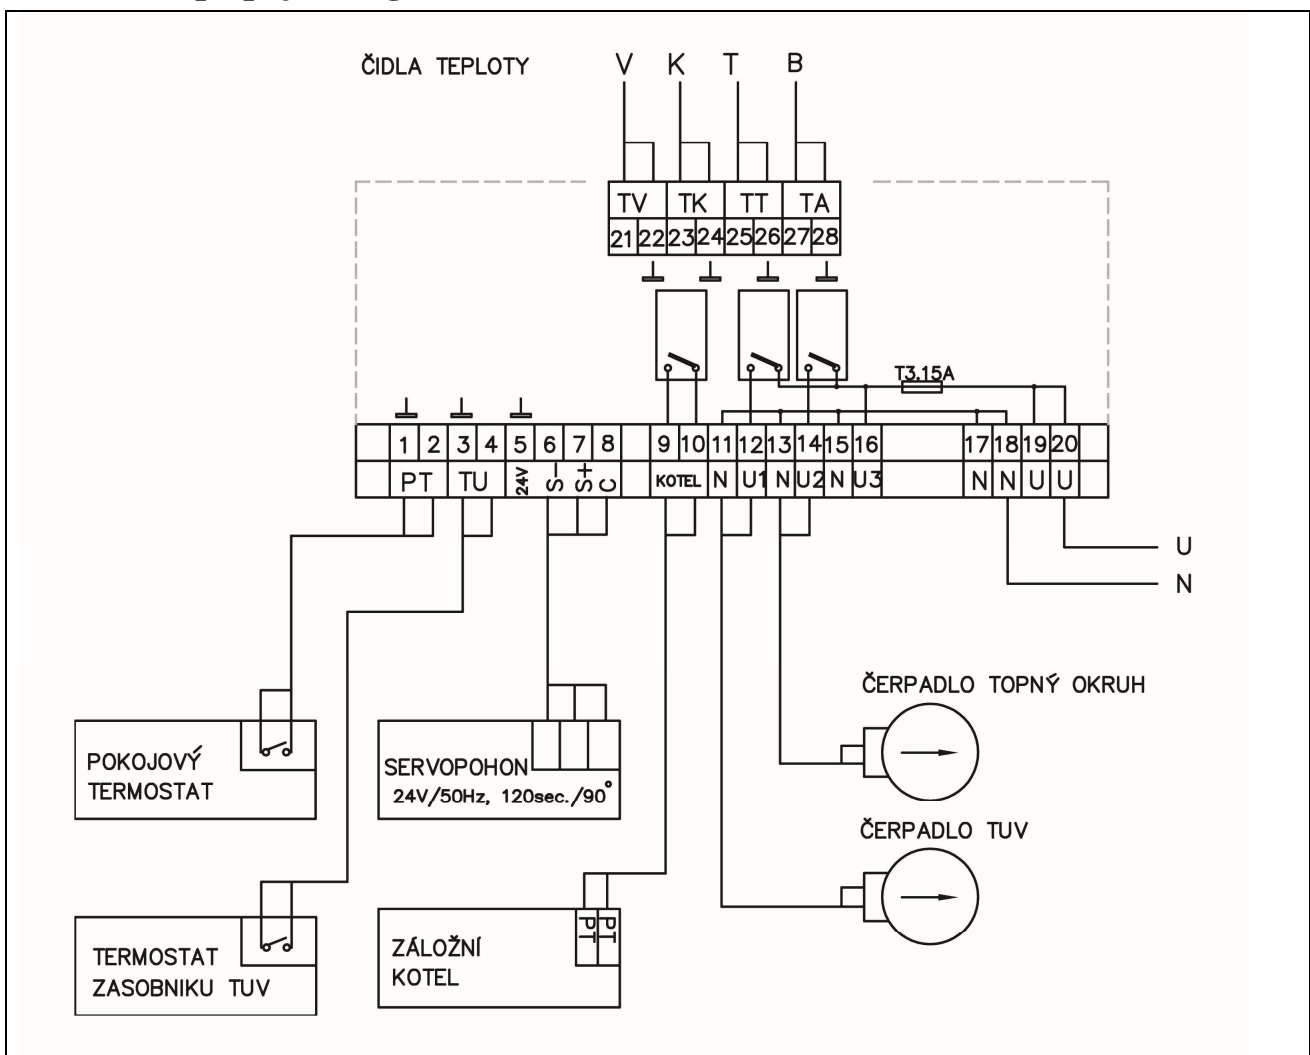 ČIDLA TEPLOTY V K T B
TV TK TT TA
21 22 23 24 25 26 27 28
T3.15A
1 2 3 4 5 6 7 8 9 10 11 12 13 14 15 16 17 18 19 20
PT TU 24V S- S+ C KOTEL N U1 N U2 N U3 N N U U
U
N
ČERPADLO TOPNÝ OKRUH
POKOJOVÝ
TERMOSTAT
SERVOPOHON
24V/50Hz, 120sec./90°
ČERPADLO TUV
TERMOSTAT
ZASOBNIKU TUV
ZÁLOŽNÍ
KOTEL
PT PT